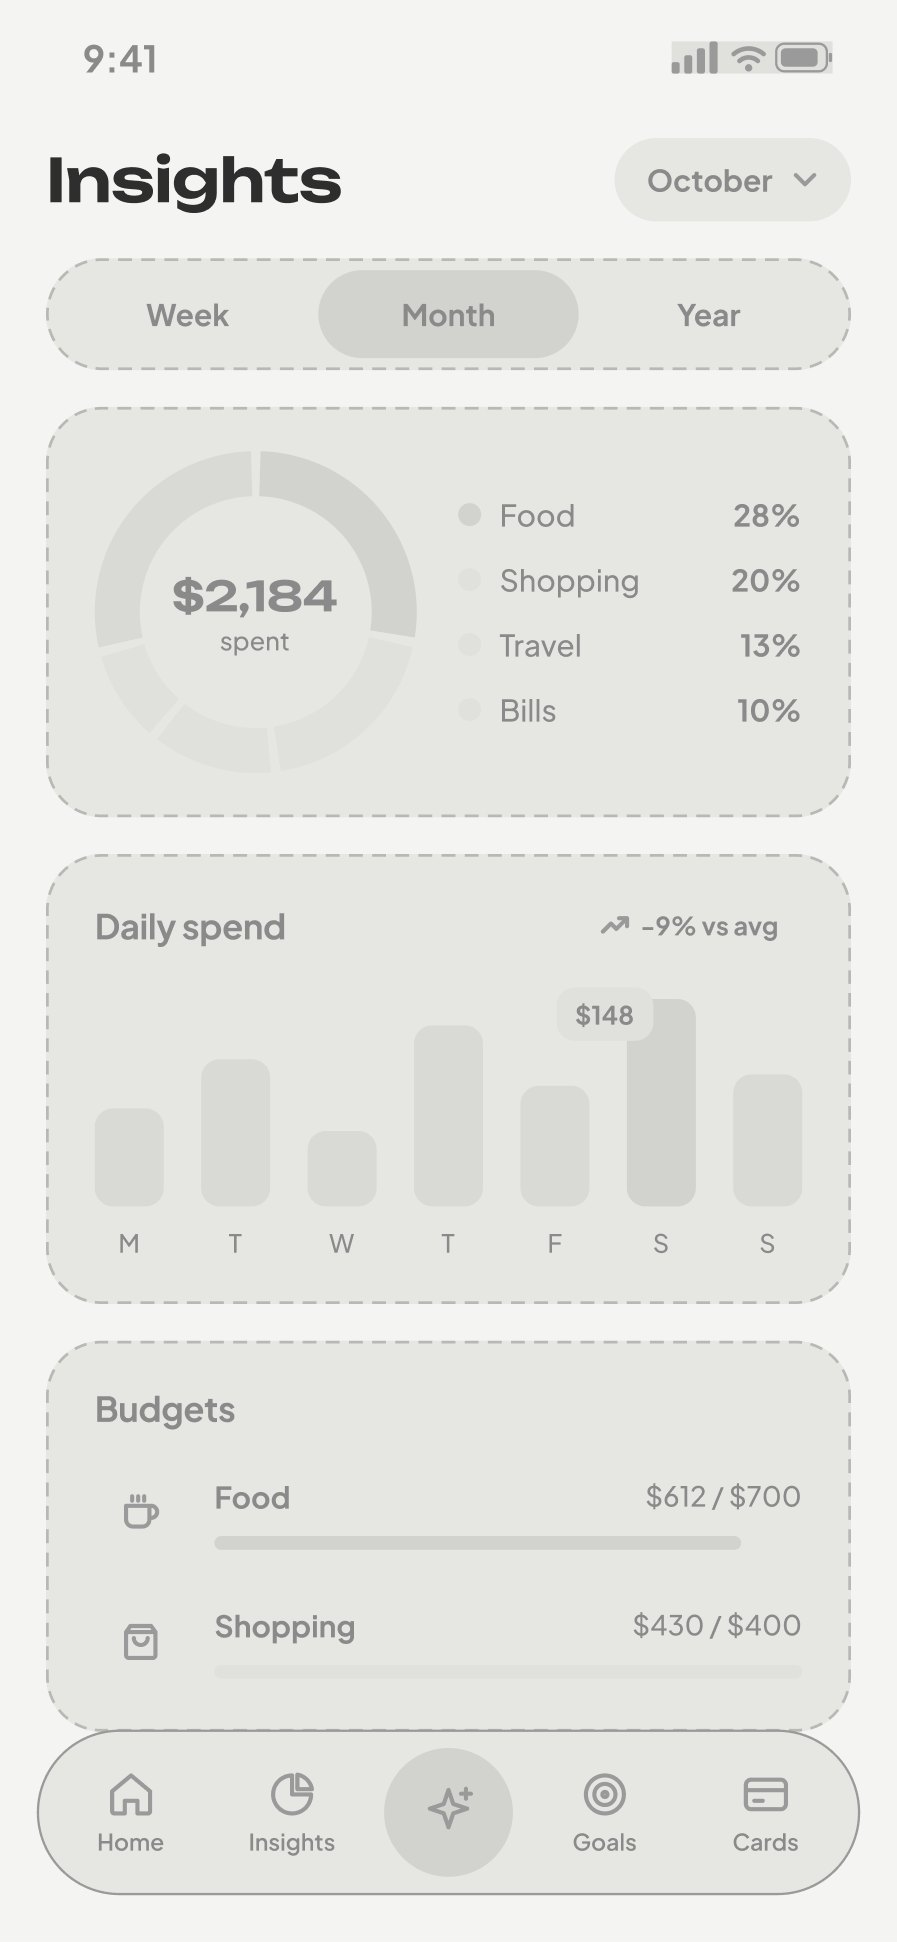 9:41
Insights
October
Week Month Year
$2,184
spent
Food 28%
Shopping 20%
Travel 13%
Bills 10%
Daily spend
-9% vs avg
$148
M T W T F S S
Budgets
Food $612 / $700
Shopping $430 / $400
Home Insights Goals Cards